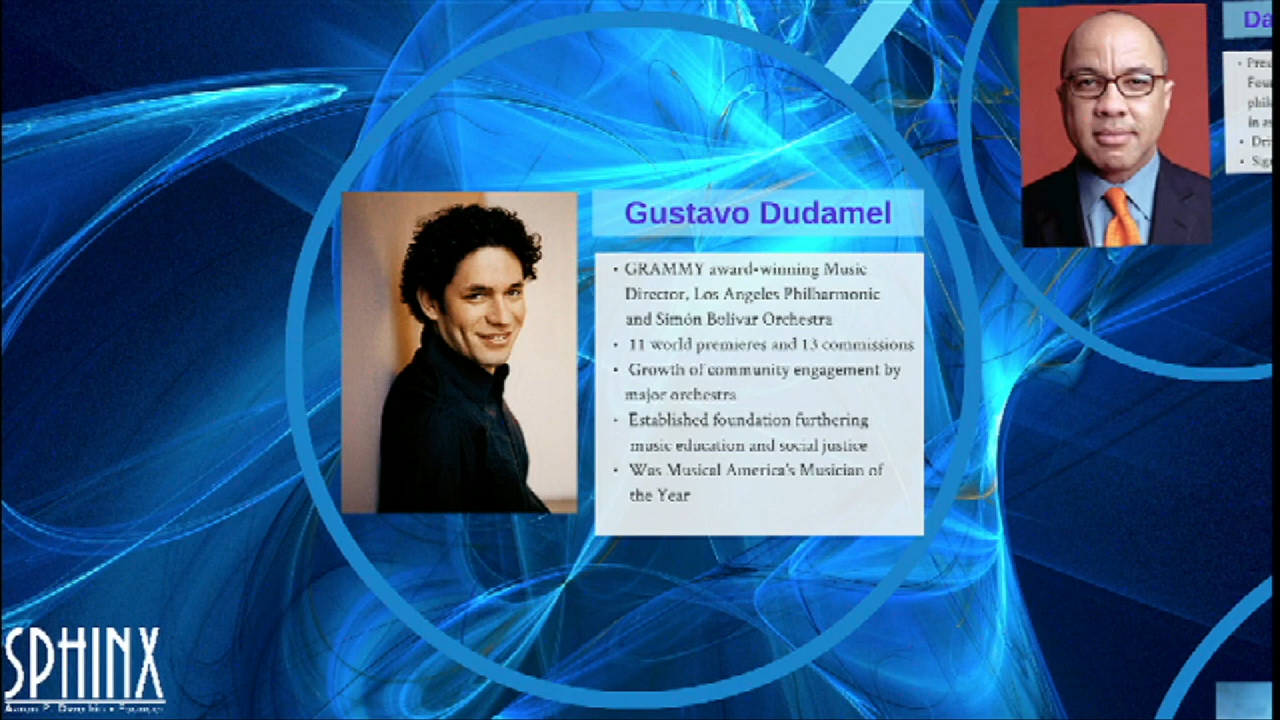 Gustavo Dudamel
• GRAMMY award-winning Music
Director, Los Angeles Philharmonic
and Simón Bolívar Orchestra
• 11 world premieres and 13 commissions
• Growth of community engagement by
major orchestra
• Established foundation furthering
music education and social justice
• Was Musical America's Musician of
the Year
Da
•
•
•
SPHINX